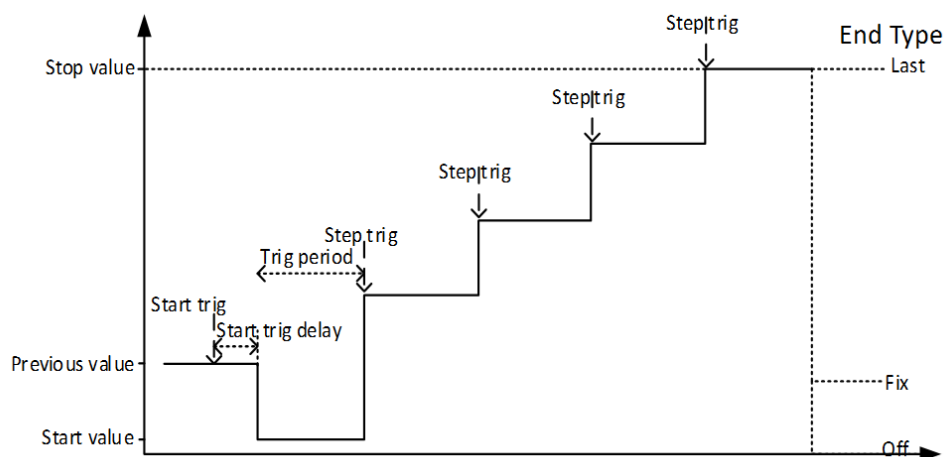 Step trig
End Type
Stop value
Last
Step trig
Step trig
Step trig
Trig period
Start trig
Start trig delay
Previous value
Fix
Start value
Off